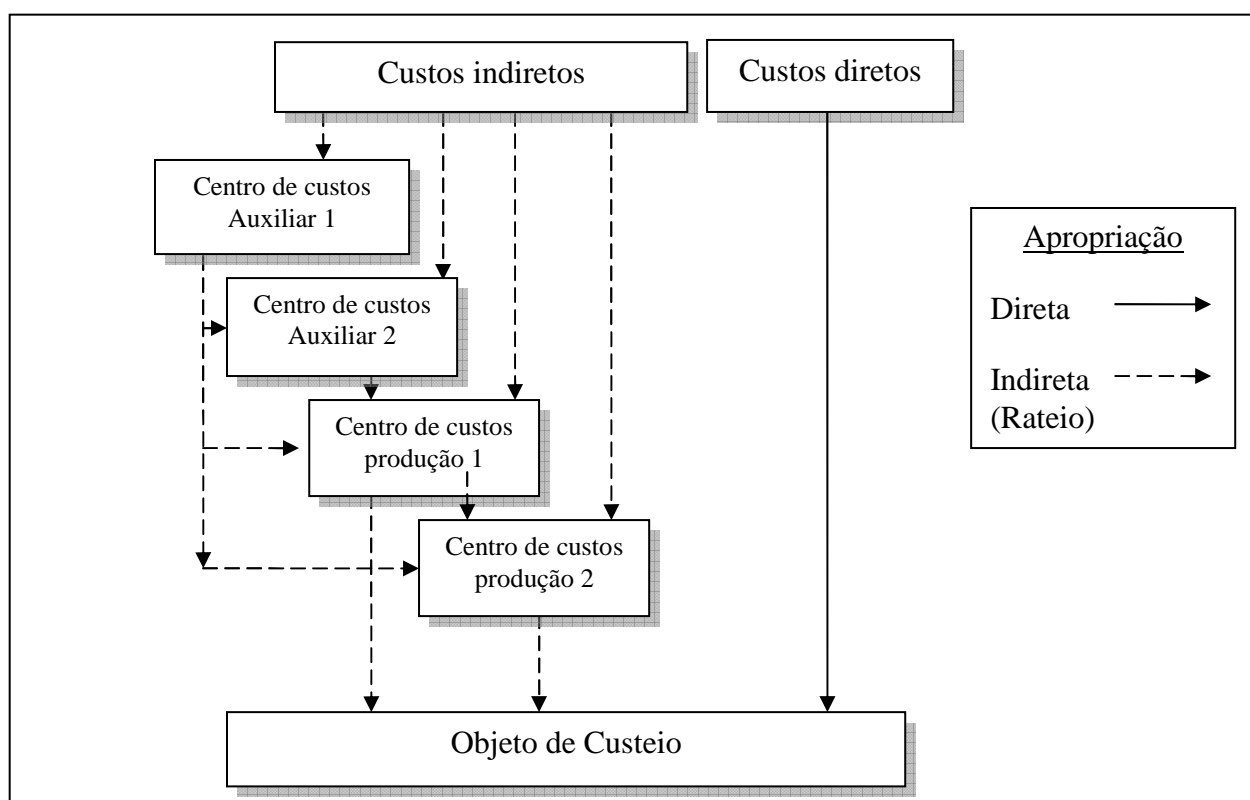 Custos indiretos
Custos diretos
Centro de custos
Auxiliar 1
Centro de custos
Auxiliar 2
Centro de custos
produção 1
Centro de custos
produção 2
Objeto de Custeio
Apropriação
Direta
Indireta
(Rateio)